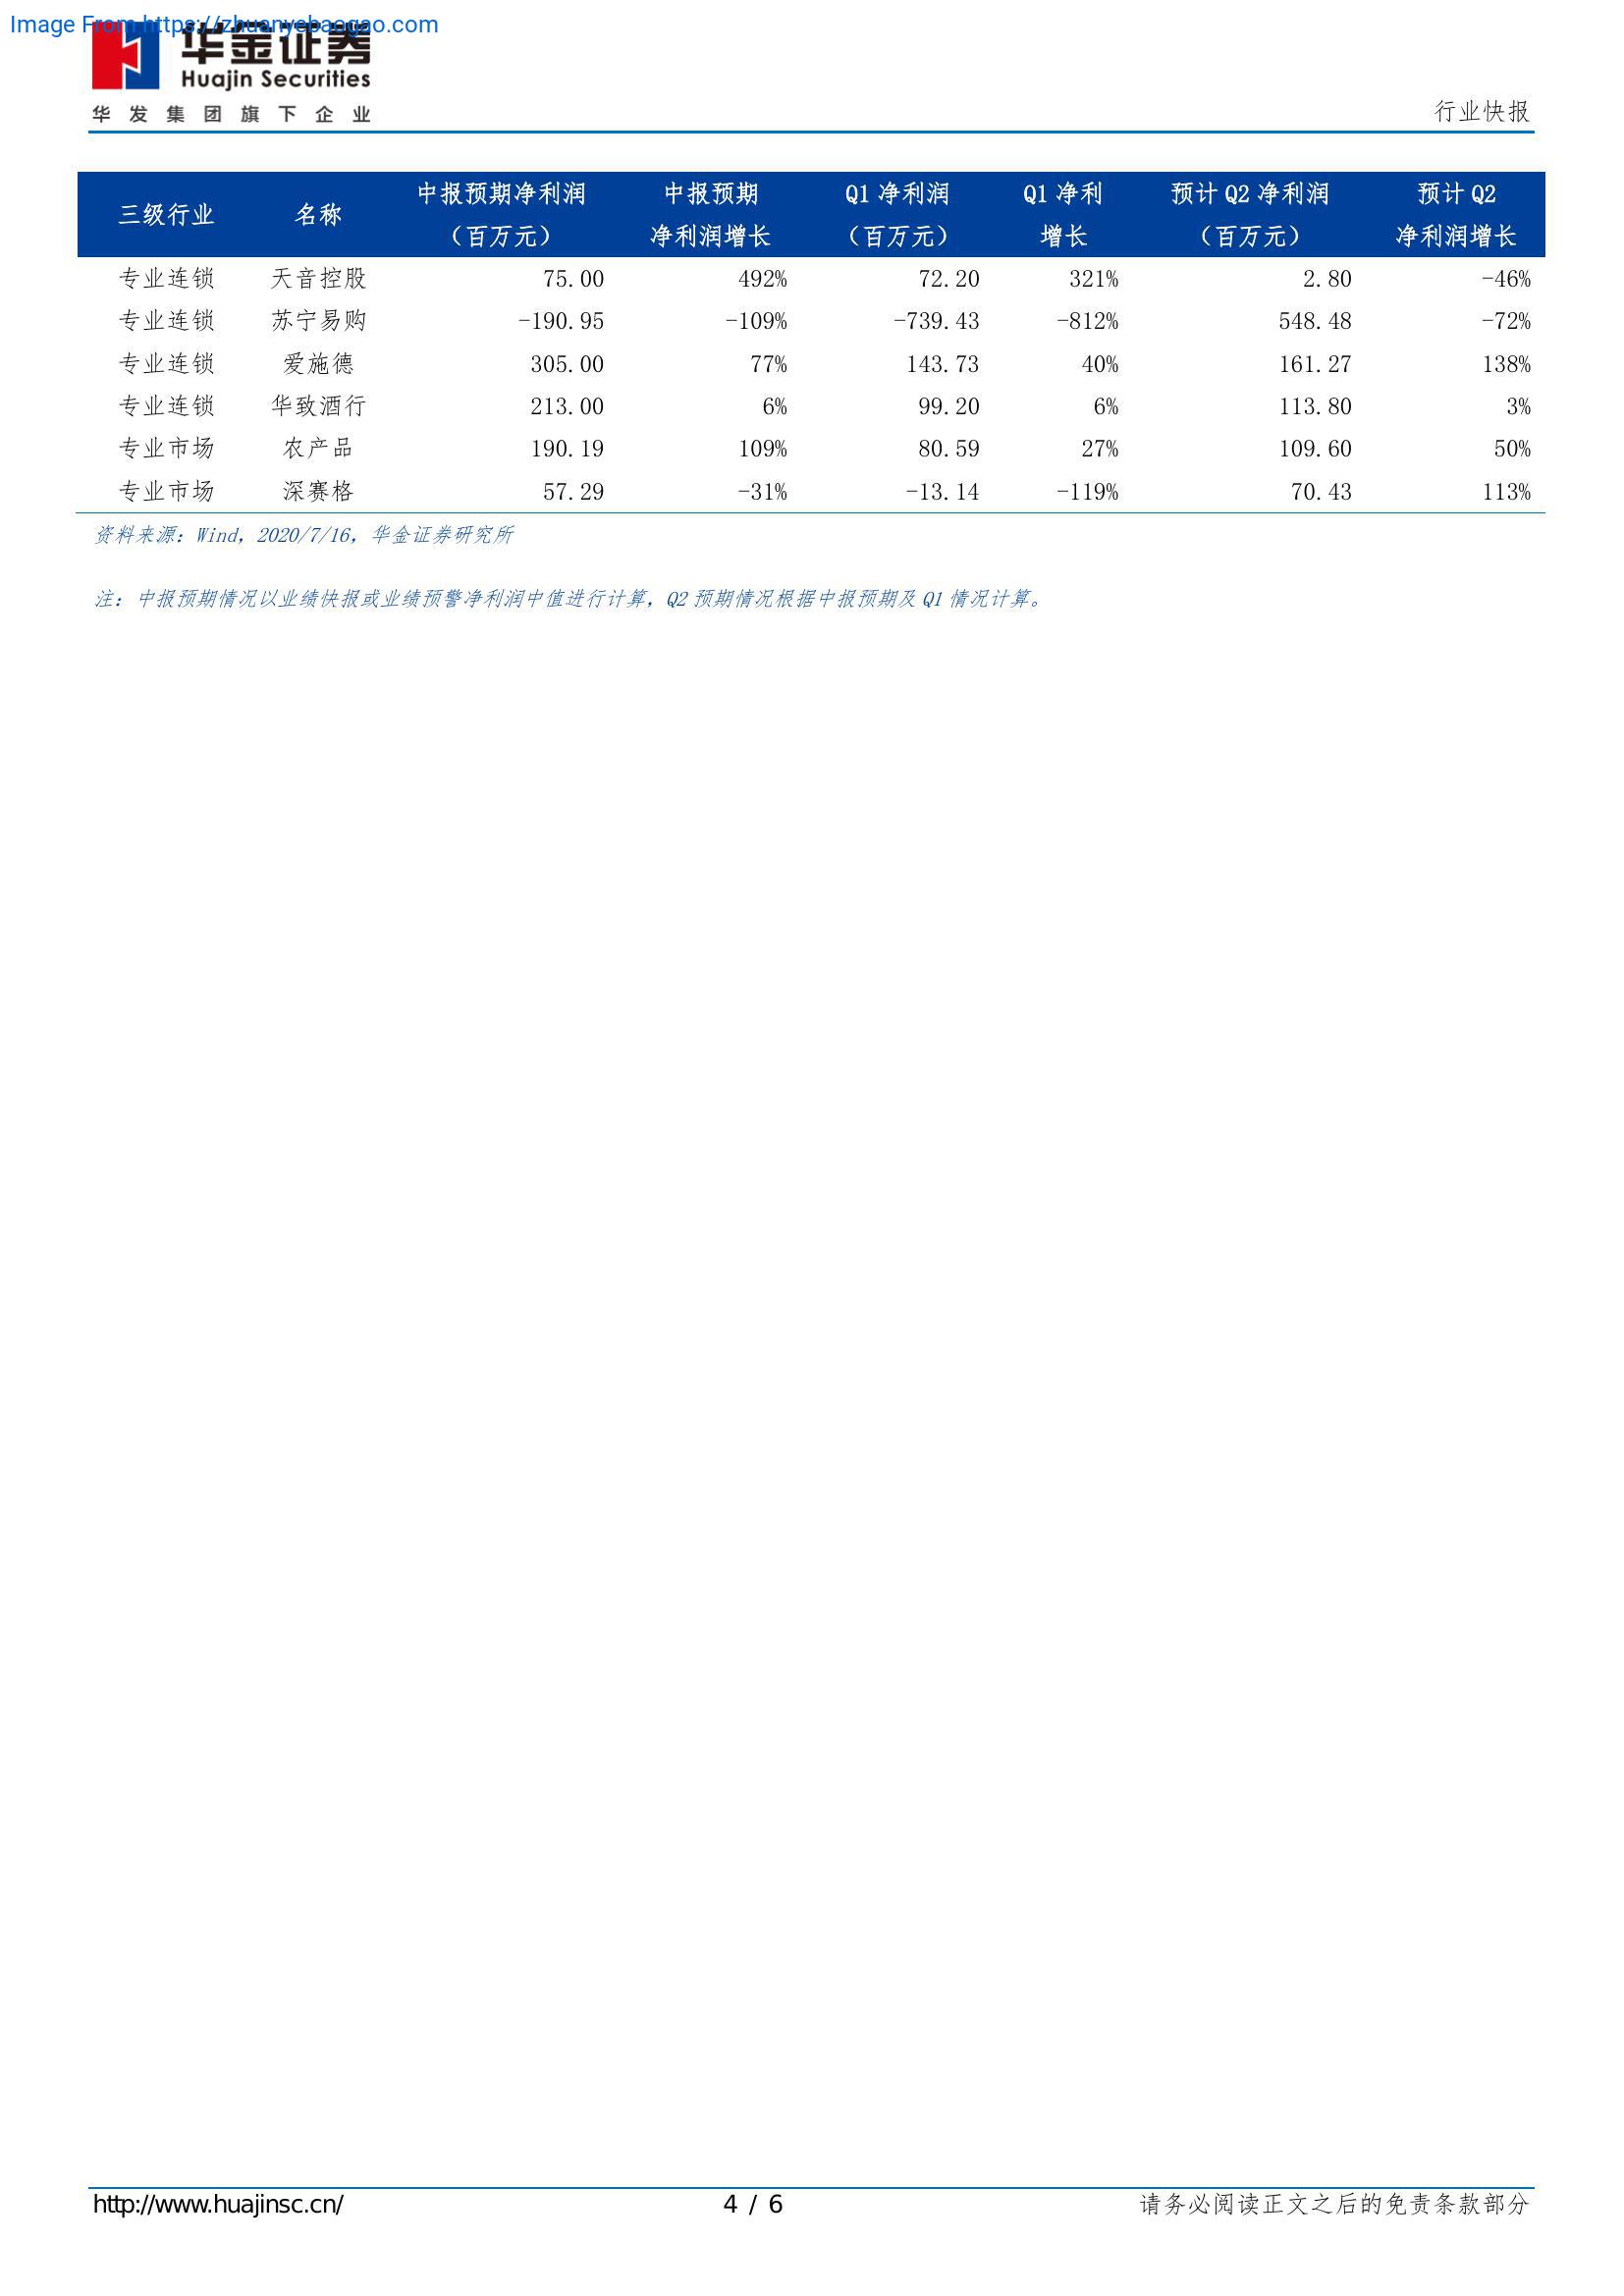 Image From https://zhuanyebaogao.com
华金证券
Huajin Securities
华发集团旗下企业
行业快报
三级行业 名称 中报预期净利润（百万元） 中报预期净利润增长 Q1 净利润（百万元） Q1 净利增长 预计 Q2 净利润（百万元） 预计 Q2 净利润增长
专业连锁 天音控股 75.00 492% 72.20 321% 2.80 -46%
专业连锁 苏宁易购 -190.95 -109% -739.43 -812% 548.48 -72%
专业连锁 爱施德 305.00 77% 143.73 40% 161.27 138%
专业连锁 华致酒行 213.00 6% 99.20 6% 113.80 3%
专业市场 农产品 190.19 109% 80.59 27% 109.60 50%
专业市场 深赛格 57.29 -31% -13.14 -119% 70.43 113%
资料来源：Wind，2020/7/16，华金证券研究所
注：中报预期情况以业绩快报或业绩预警净利润中值进行计算，Q2 预期情况根据中报预期及 Q1 情况计算。
http://www.huajinsc.cn/ 4 / 6 请务必阅读正文之后的免责条款部分